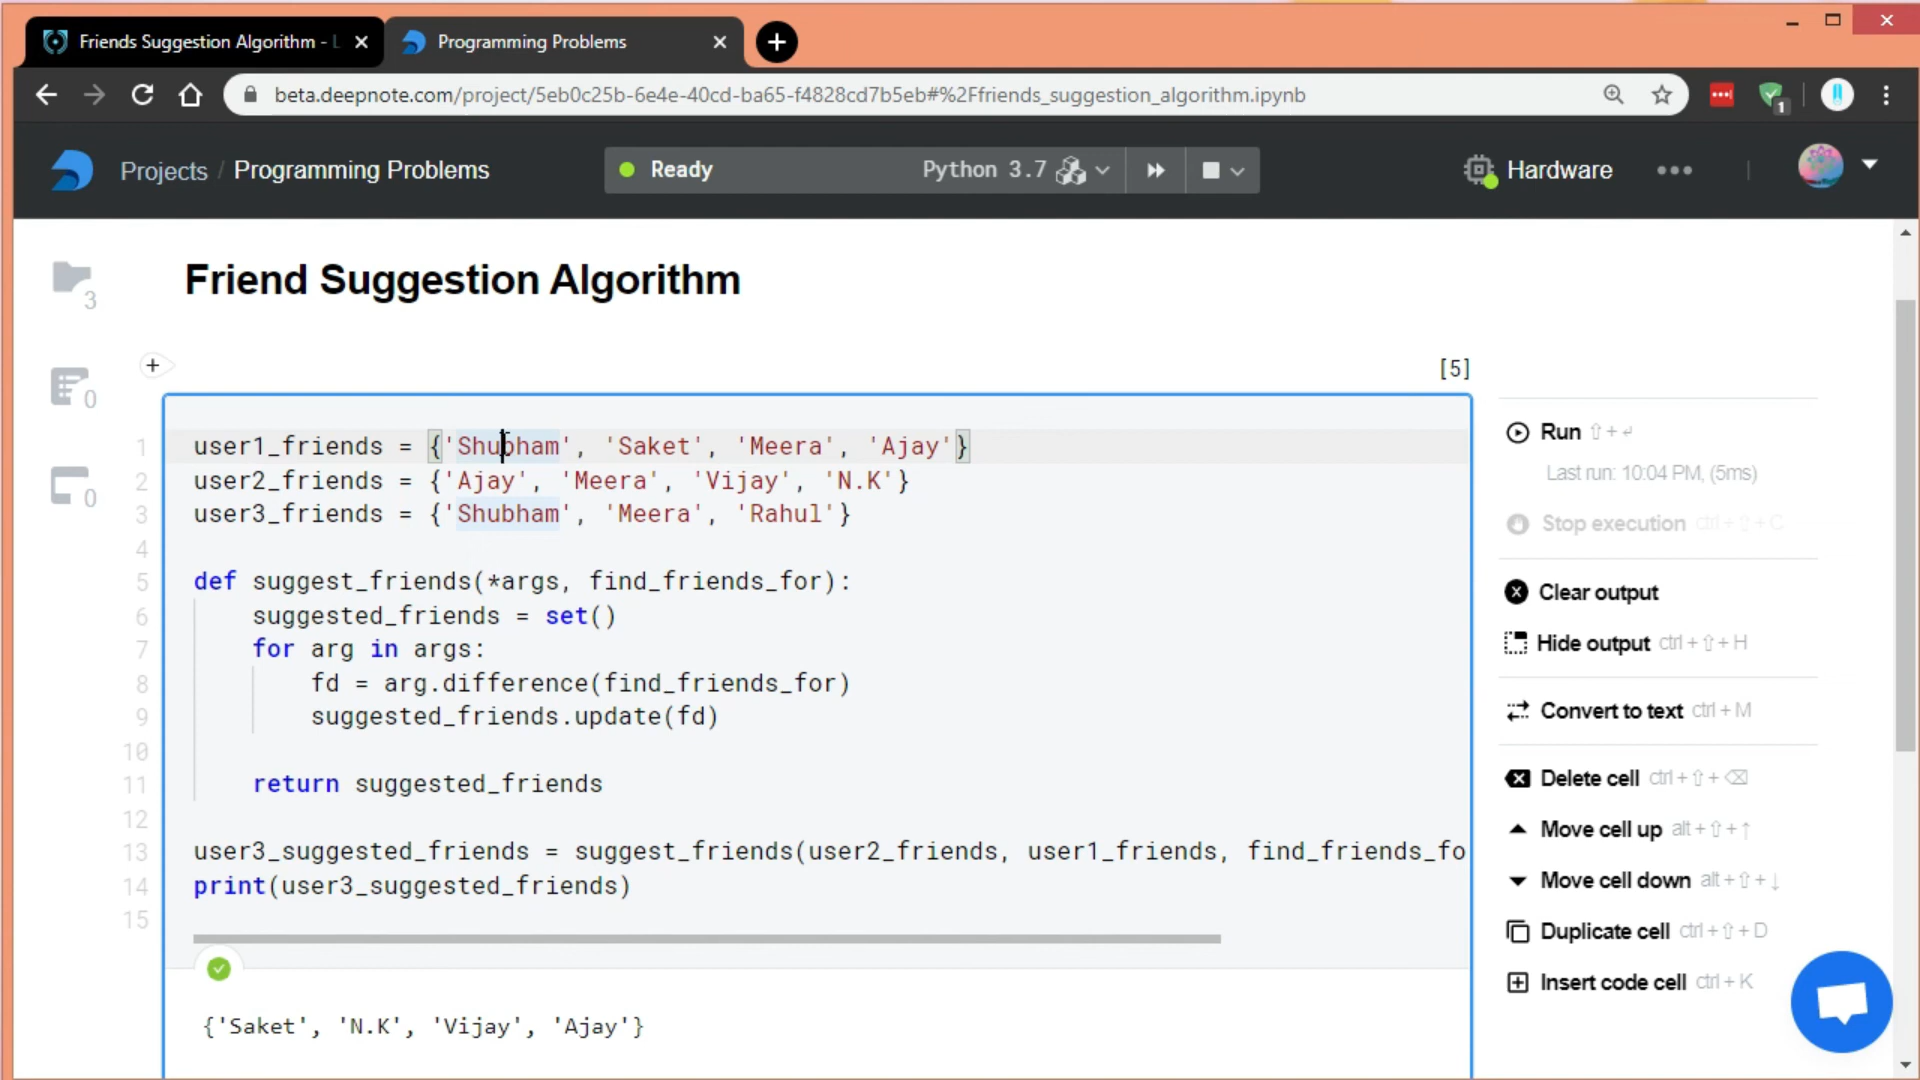 Friends Suggestion Algorithm - L
Programming Problems
beta.deepnote.com/project/5eb0c25b-6e4e-40cd-ba65-f4828cd7b5eb#%2Ffriends_suggestion_algorithm.ipynb
1
Projects / Programming Problems
Ready
Python 3.7
Hardware
Friend Suggestion Algorithm
3
0
0
[5]
1 user1_friends = {'Shubham', 'Saket', 'Meera', 'Ajay'}
2 user2_friends = {'Ajay', 'Meera', 'Vijay', 'N.K'}
3 user3_friends = {'Shubham', 'Meera', 'Rahul'}
4
5 def suggest_friends(*args, find_friends_for):
6 suggested_friends = set()
7 for arg in args:
8 fd = arg.difference(find_friends_for)
9 suggested_friends.update(fd)
10
11 return suggested_friends
12
13 user3_suggested_friends = suggest_friends(user2_friends, user1_friends, find_friends_fo
14 print(user3_suggested_friends)
15
{'Saket', 'N.K', 'Vijay', 'Ajay'}
Run ⇧+⏎
Last run: 10:04 PM, (5ms)
Stop execution ctrl+⇧+C
Clear output
Hide output ctrl+⇧+H
Convert to text ctrl+M
Delete cell ctrl+⇧+⌫
Move cell up alt+⇧+↑
Move cell down alt+⇧+↓
Duplicate cell ctrl+⇧+D
Insert code cell ctrl+K